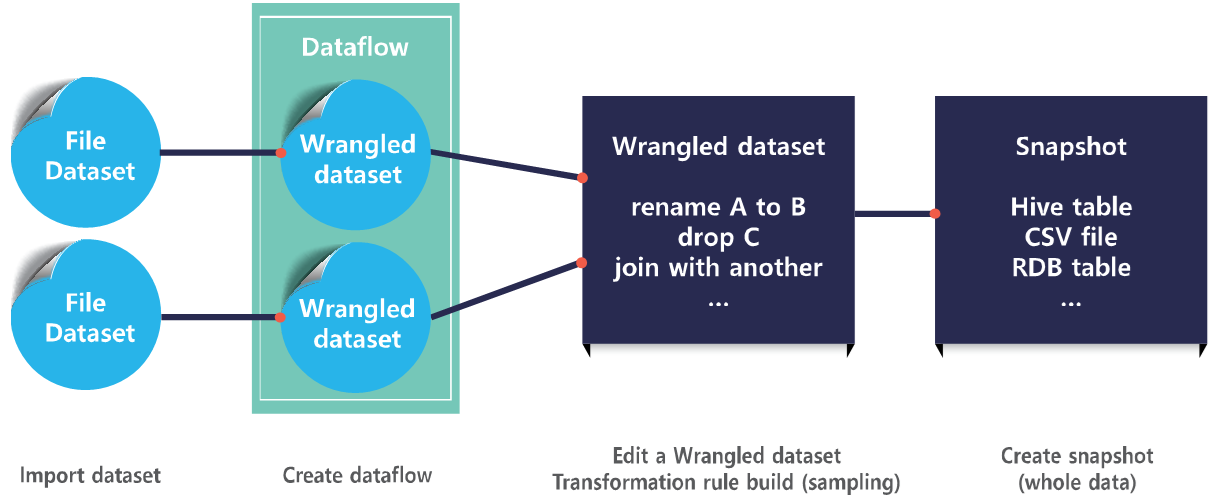 Dataflow
File
Dataset
Wrangled
dataset
File
Dataset
Wrangled
dataset
Wrangled dataset
rename A to B
drop C
join with another
...
Snapshot
Hive table
CSV file
RDB table
...
Import dataset
Create dataflow
Edit a Wrangled dataset
Transformation rule build (sampling)
Create snapshot
(whole data)